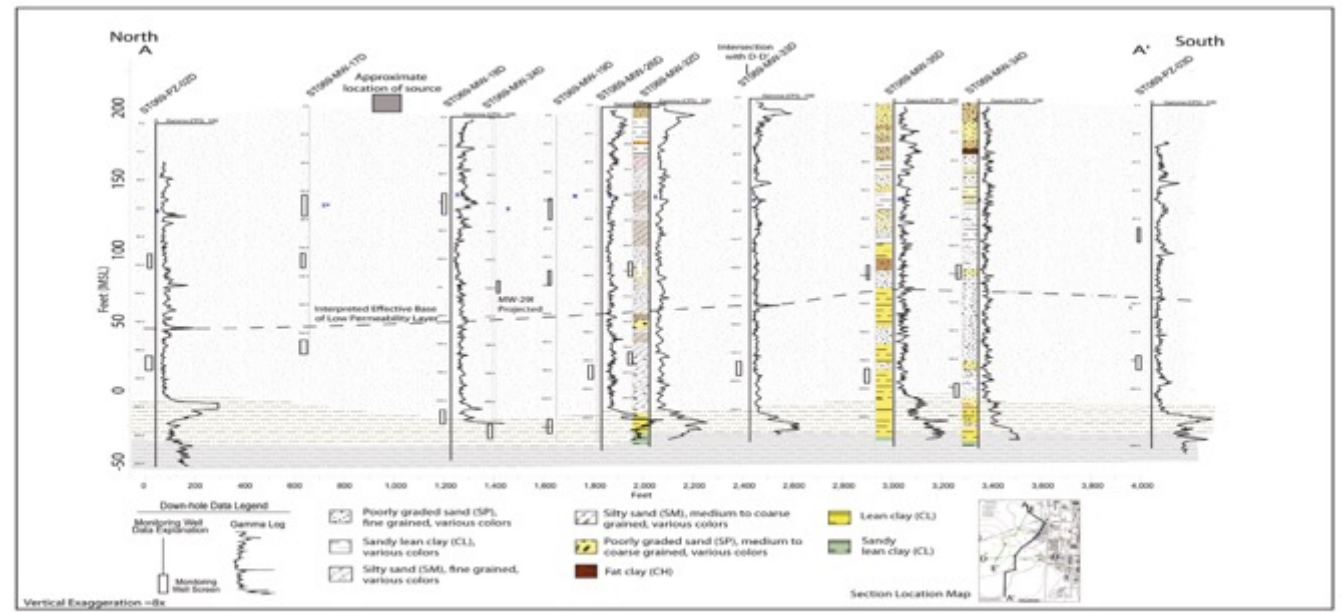 North
A
ST069-PZ-02D
ST069-MW-17D
Approximate
location of source
ST069-MW-18D
ST069-MW-24D
ST069-MW-19D
ST069-MW-26D
ST069-MW-32D
Intersection
with D-D'
ST069-MW-33D
ST069-MW-35D
ST069-MW-34D
A'
South
ST069-PZ-03D
200
150
100
50
0
-50
Feet (MSL)
Interpreted Effective Base
of Low Permeability Layer
MW-29I
Projected
0 200 400 600 800 1,000 1,200 1,400 1,600 1,800 2,000 2,200 2,400 2,600 2,800 3,000 3,200 3,400 3,600 3,800 4,000
Feet
Down-hole Data Legend
Monitoring Well
Data Explanation
Gamma Log
Monitoring
Well Screen
Poorly graded sand (SP),
fine grained, various colors
Sandy lean clay (CL),
various colors
Silty sand (SM), fine grained,
various colors
Silty sand (SM), medium to coarse
grained, various colors
Poorly graded sand (SP), medium to
coarse grained, various colors
Fat clay (CH)
Lean clay (CL)
Sandy
lean clay (CL)
Section Location Map
Vertical Exaggeration ~8x